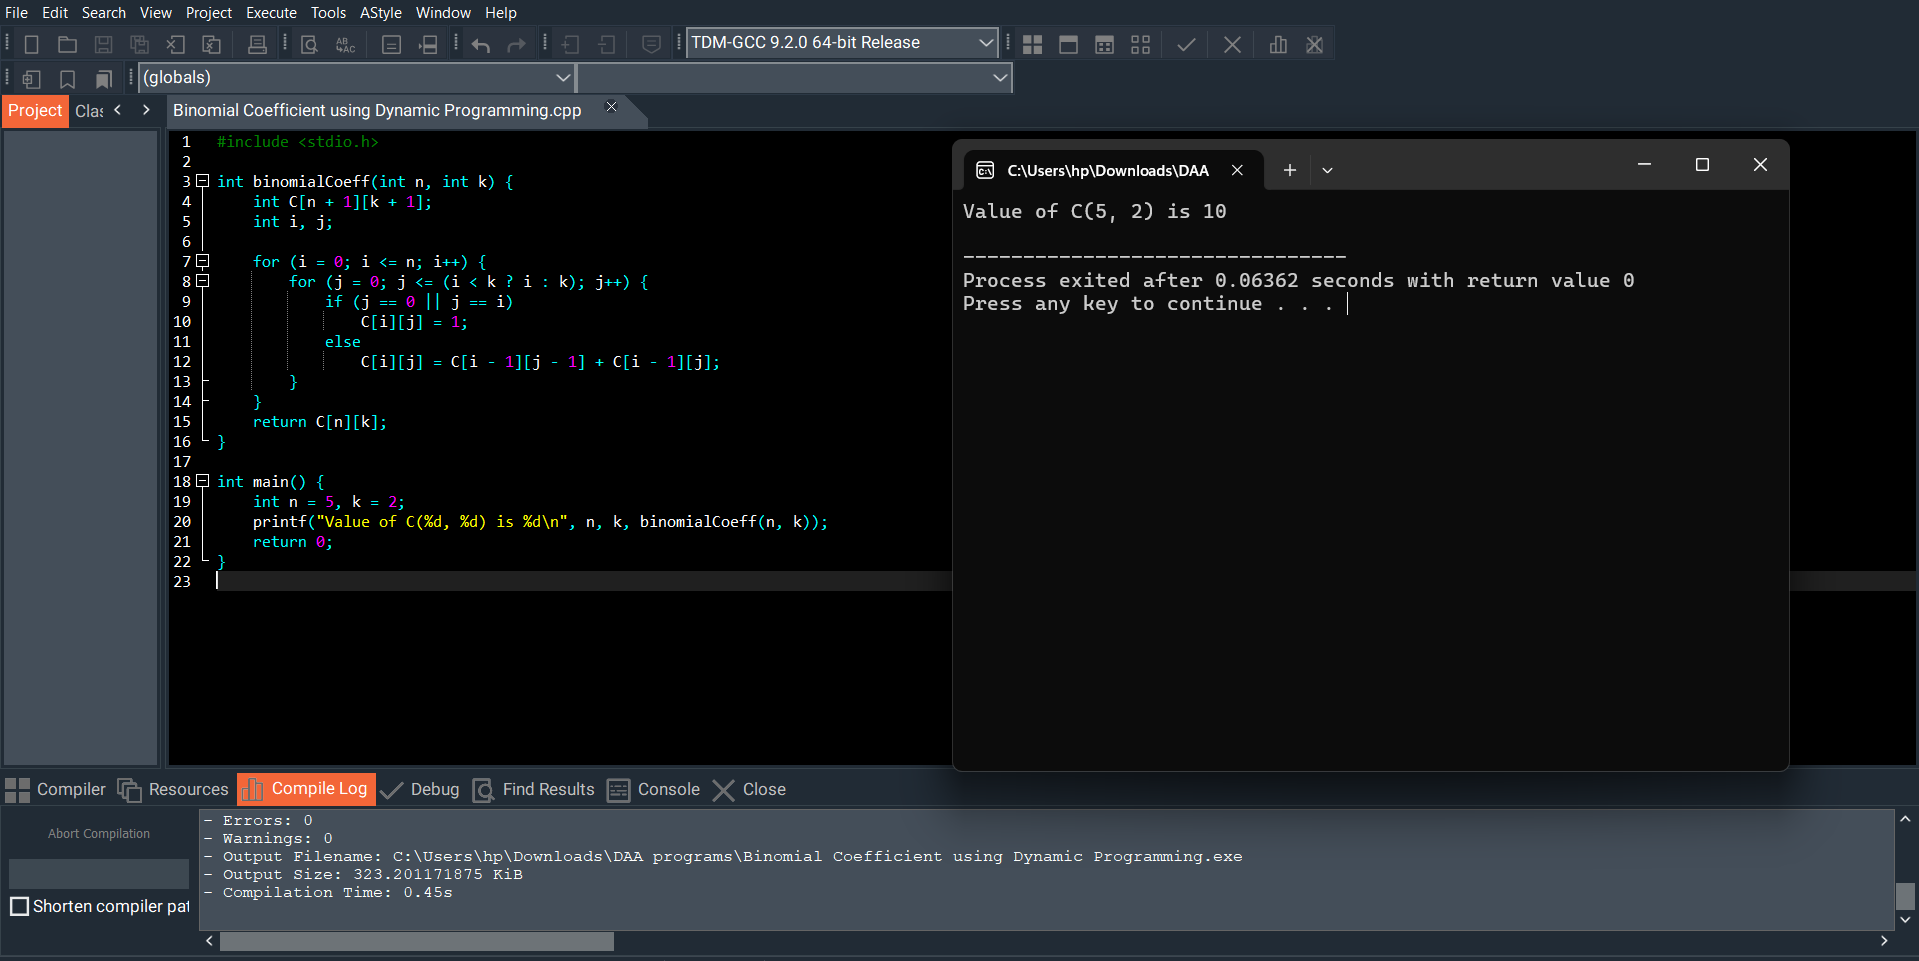 File Edit Search View Project Execute Tools AStyle Window Help
TDM-GCC 9.2.0 64-bit Release
(globals)
Project Clas
Binomial Coefficient using Dynamic Programming.cpp
1 #include <stdio.h>
2
3 int binomialCoeff(int n, int k) {
4 int C[n + 1][k + 1];
5 int i, j;
6
7 for (i = 0; i <= n; i++) {
8 for (j = 0; j <= (i < k ? i : k); j++) {
9 if (j == 0 || j == i)
10 C[i][j] = 1;
11 else
12 C[i][j] = C[i - 1][j - 1] + C[i - 1][j];
13 }
14 }
15 return C[n][k];
16 }
17
18 int main() {
19 int n = 5, k = 2;
20 printf("Value of C(%d, %d) is %d\n", n, k, binomialCoeff(n, k));
21 return 0;
22 }
23
C:\Users\hp\Downloads\DAA
Value of C(5, 2) is 10
--------------------------------
Process exited after 0.06362 seconds with return value 0
Press any key to continue . . .
Compiler Resources Compile Log Debug Find Results Console Close
Abort Compilation
Shorten compiler pat
- Errors: 0
- Warnings: 0
- Output Filename: C:\Users\hp\Downloads\DAA programs\Binomial Coefficient using Dynamic Programming.exe
- Output Size: 323.201171875 KiB
- Compilation Time: 0.45s